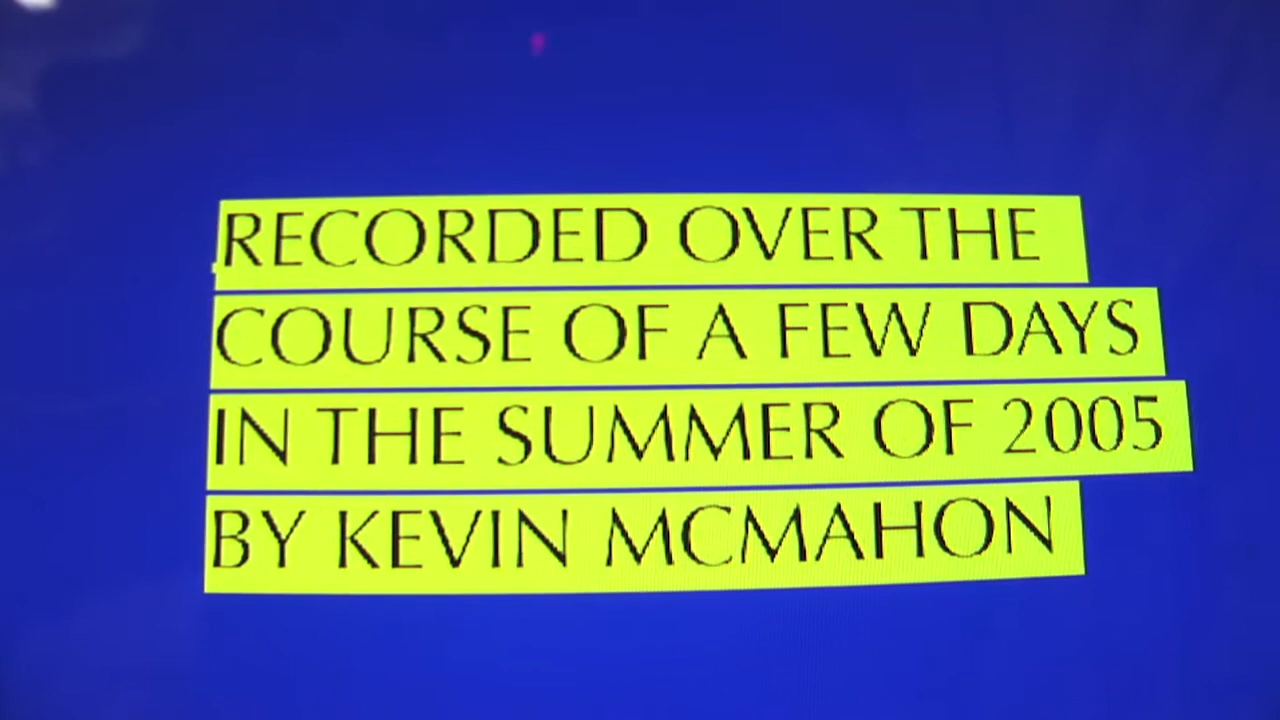 RECORDED OVER THE
COURSE OF A FEW DAYS
IN THE SUMMER OF 2005
BY KEVIN MCMAHON